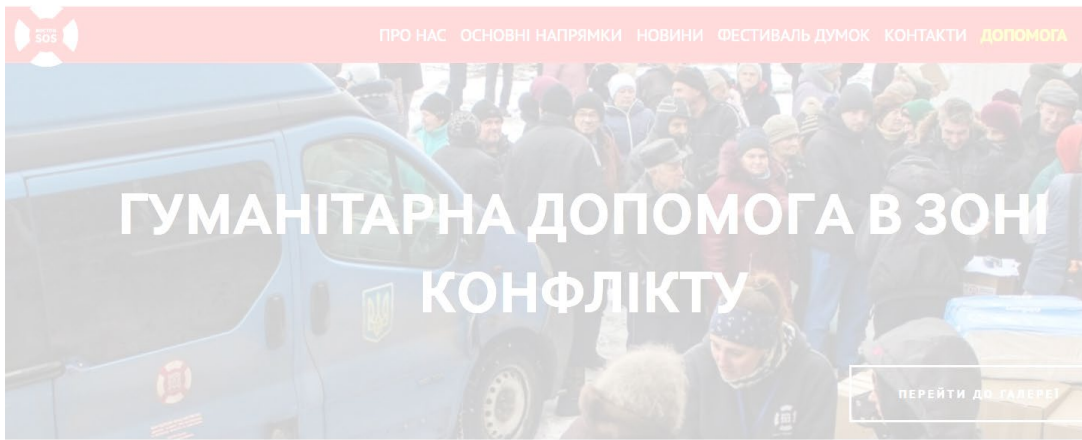 SOS
ПРО НАС ОСНОВНІ НАПРЯМКИ НОВИНИ ФЕСТИВАЛЬ ДУМОК КОНТАКТИ ДОПОМОГА
ГУМАНІТАРНА ДОПОМОГА В ЗОНІ
КОНФЛІКТУ
ПЕРЕЙТИ ДО ГАЛЕРЕЇ